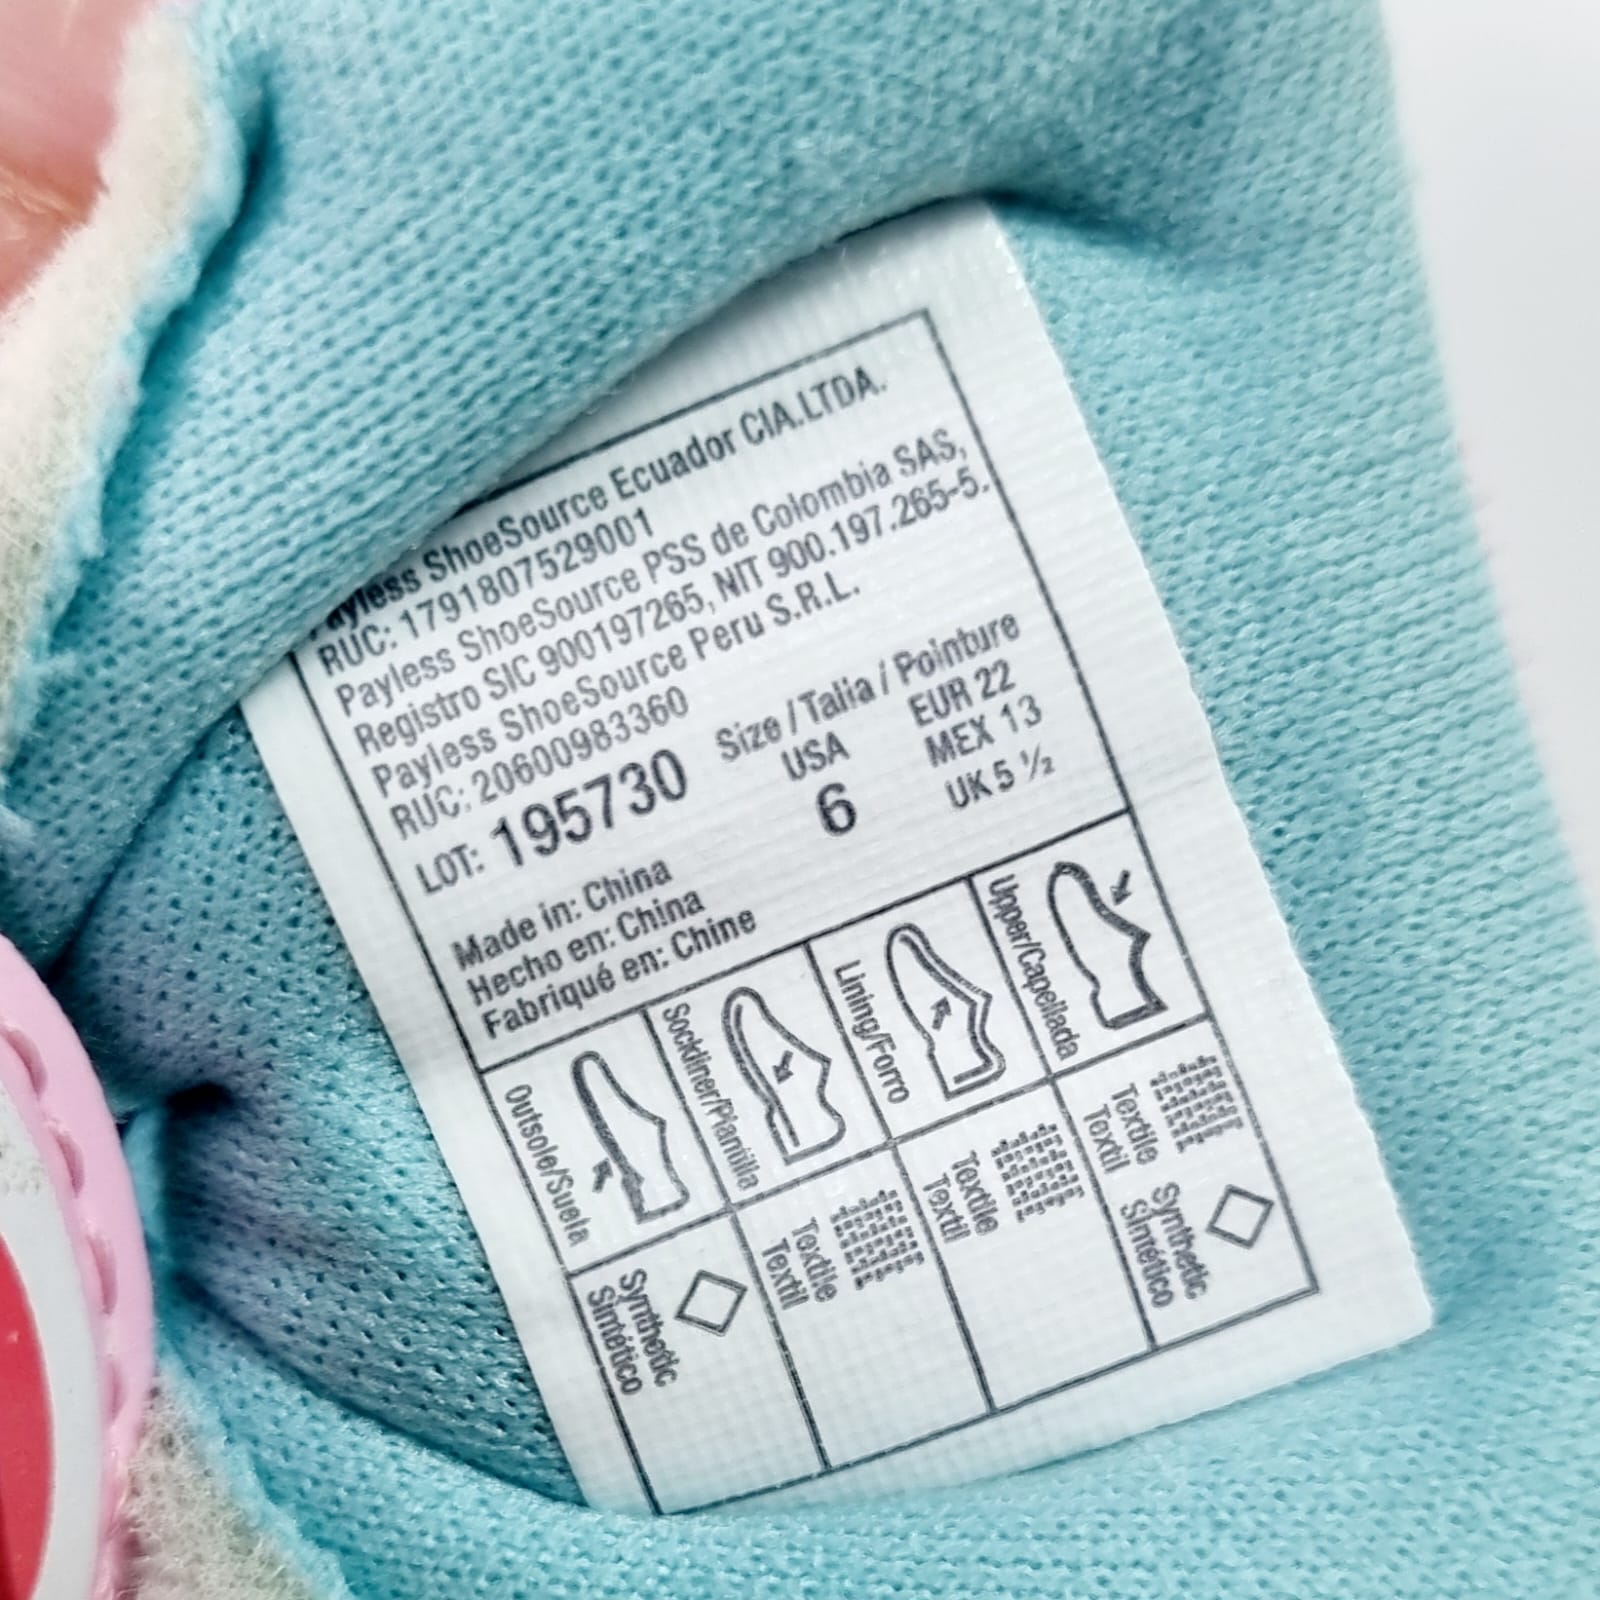 Payless ShoeSource Ecuador CIA.LTDA.
RUC: 1791807529001
Payless ShoeSource PSS de Colombia SAS,
Registro SIC 900197265, NIT 900.197.265-5.
Payless ShoeSource Peru S.R.L.
RUC: 20600983360
LOT: 195730
Size / Talla / Pointure
USA
6
EUR 22
MEX 13
UK 5 ½
Made in: China
Hecho en: China
Fabriqué en: Chine
Upper/Capellada
Textile
Textil
Synthetic
Sintético
Lining/Forro
Textile
Textil
Sockliner/Plantilla
Textile
Textil
Outsole/Suela
Synthetic
Sintético